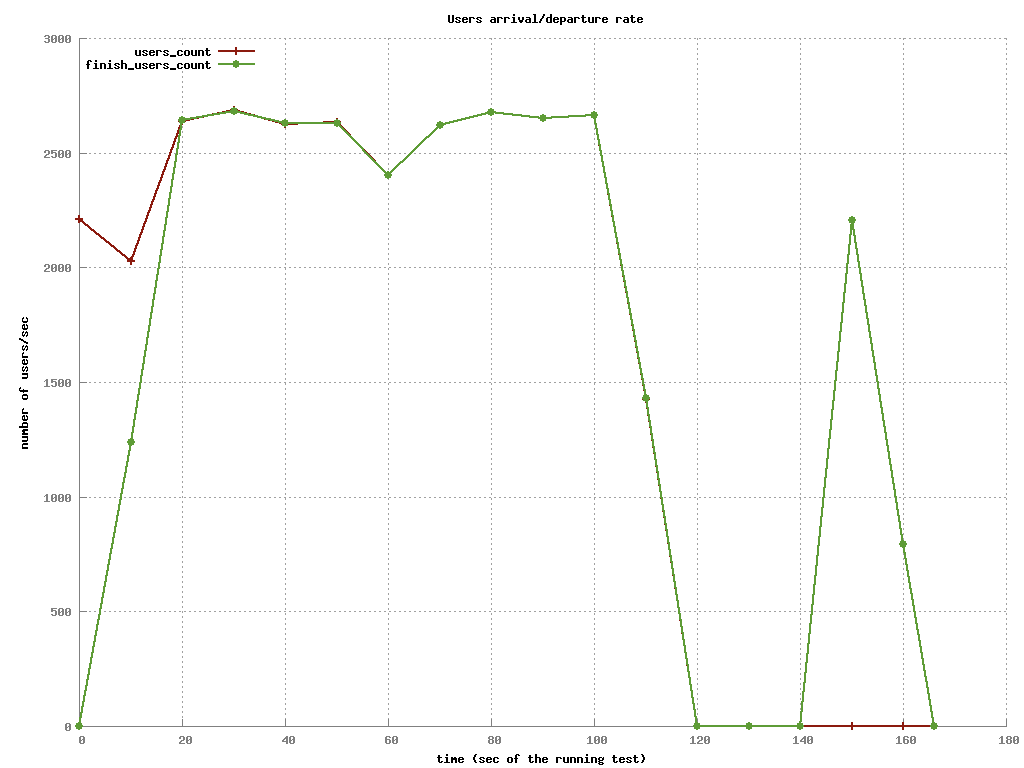 Users arrival/departure rate
3000
users_count
finish_users_count
2500
2000
1500
1000
500
0
number of users/sec
0 20 40 60 80 100 120 140 160 180
time (sec of the running test)